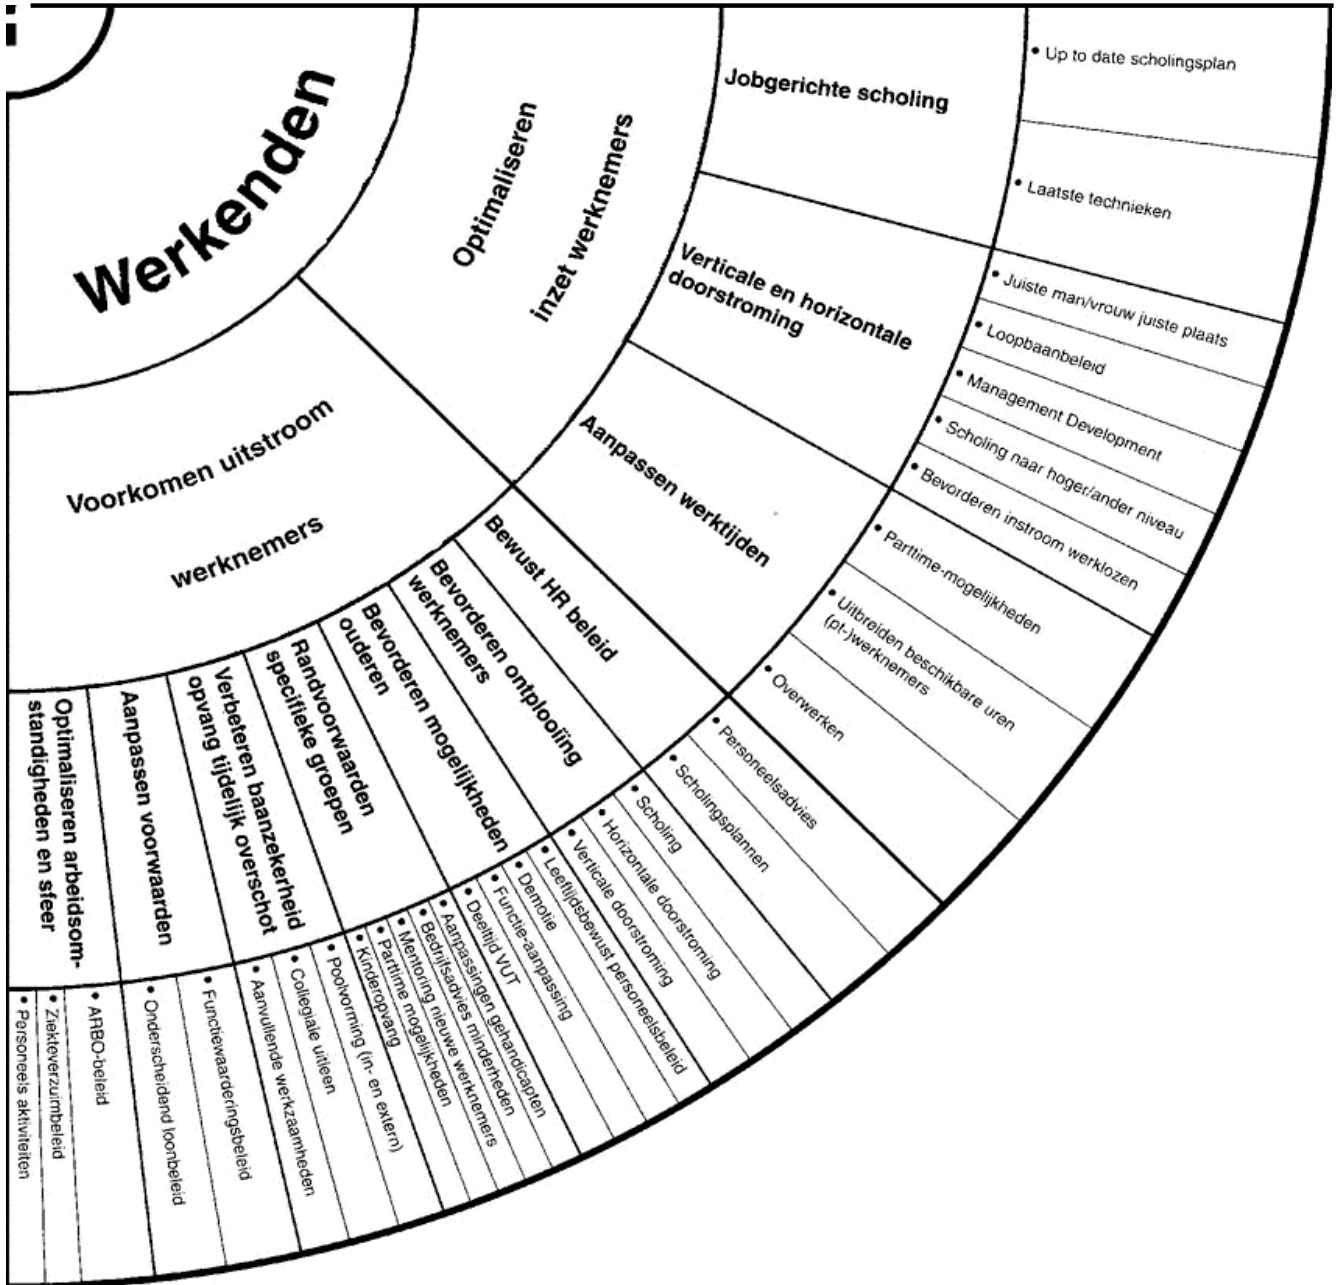 Werkenden
Optimaliseren
inzet werknemers
Jobgerichte scholing
• Up to date scholingsplan
• Laatste technieken
Verticale en horizontale
doorstroming
• Juiste man/vrouw juiste plaats
• Loopbaanbeleid
• Management Development
• Scholing naar hoger/ander niveau
• Bevorderen instroom werklozen
Aanpassen werktijden
• Parttime-mogelijkheden
• Uitbreiden beschikbare uren
(pt-)werknemers
• Overwerken
Voorkomen uitstroom
werknemers
Bewust HR beleid
• Personeelsadvies
• Scholingsplannen
Bevorderen ontplooiing
werknemers
• Scholing
• Horizontale doorstroming
• Verticale doorstroming
Bevorderen mogelijkheden
ouderen
• Leeftijdsbewust personeelsbeleid
• Demotie
• Functie-aanpassing
• Deeltijd VUT
Randvoorwaarden
specifieke groepen
• Aanpassingen gehandicapten
• Bedrijfsadvies minderheden
• Mentoring nieuwe werknemers
• Parttime mogelijkheden
• Kinderopvang
Verbeteren baanzekerheid
opvang tijdelijk overschot
• Poolvorming (in- en extern)
• Collegiale uitleen
• Aanvullende werkzaamheden
Aanpassen voorwaarden
• Functiewaarderingsbeleid
• Onderscheidend loonbeleid
Optimaliseren arbeidsom-
standigheden en sfeer
• ARBO-beleid
• Ziekteverzuimbeleid
• Personeels aktiviteiten